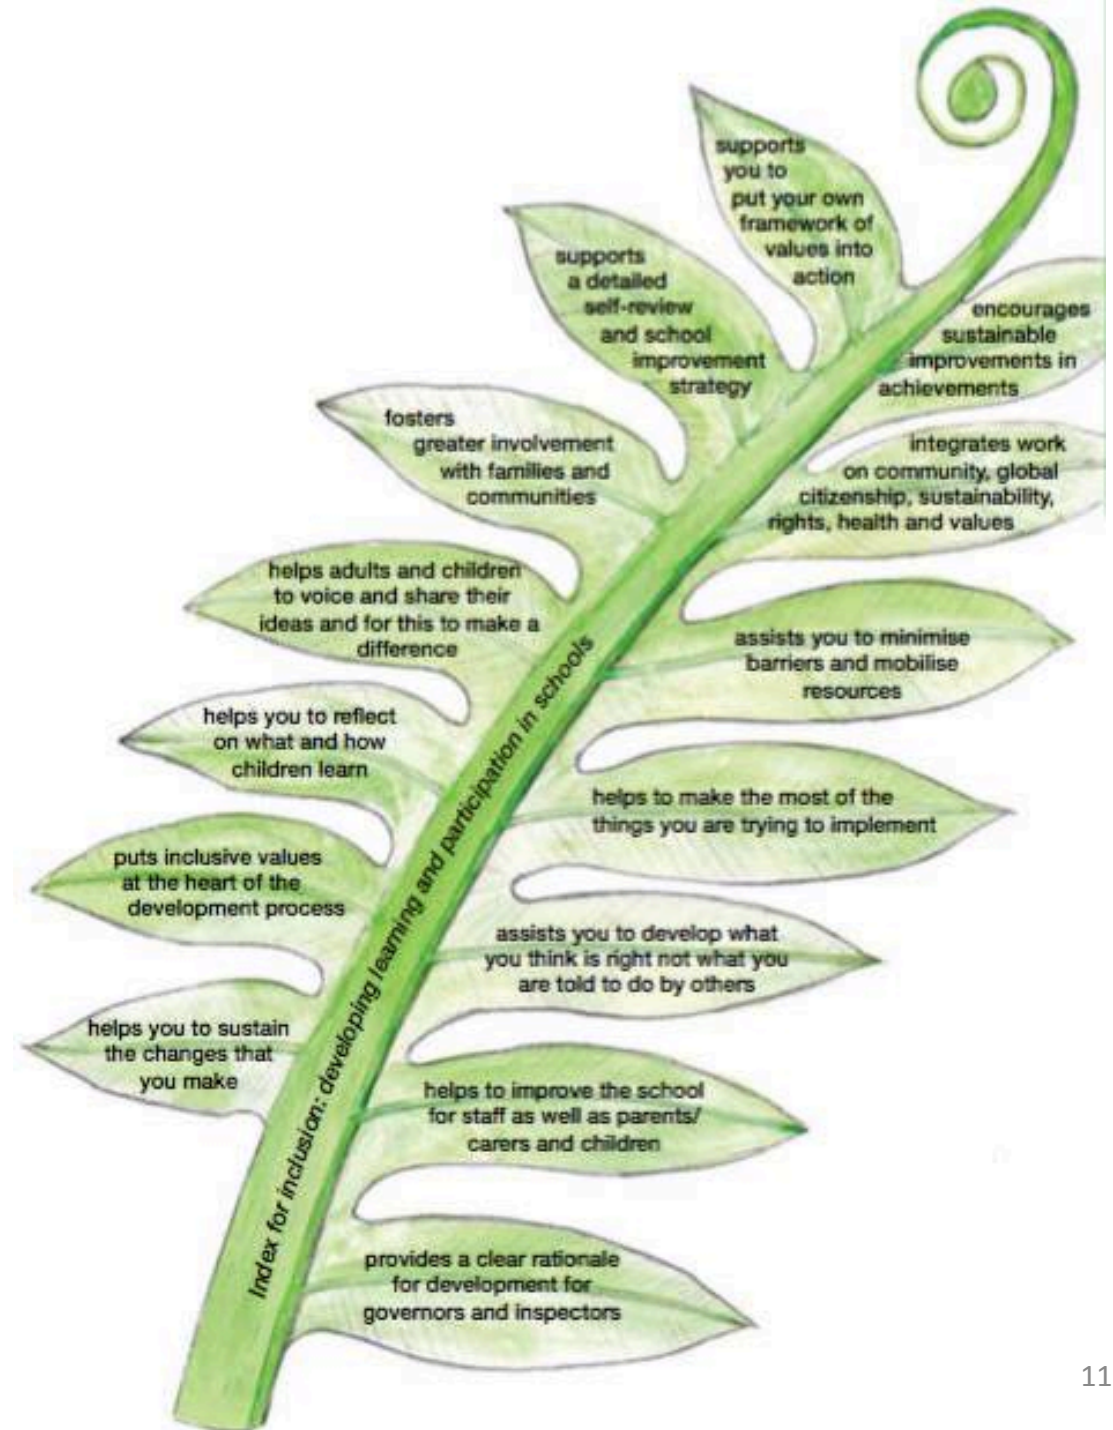 supports
you to
put your own
framework of
values into
action
supports
a detailed
self-review
and school
improvement
strategy
encourages
sustainable
improvements in
achievements
fosters
greater involvement
with families and
communities
integrates work
on community, global
citizenship, sustainability,
rights, health and values
helps adults and children
to voice and share their
ideas and for this to make a
difference
assists you to minimise
barriers and mobilise
resources
helps you to reflect
on what and how
children learn
helps to make the most of the
things you are trying to implement
puts inclusive values
at the heart of the
development process
assists you to develop what
you think is right not what you
are told to do by others
helps you to sustain
the changes that
you make
helps to improve the school
for staff as well as parents/
carers and children
provides a clear rationale
for development for
governors and inspectors
Index for inclusion: developing learning and participation in schools
11